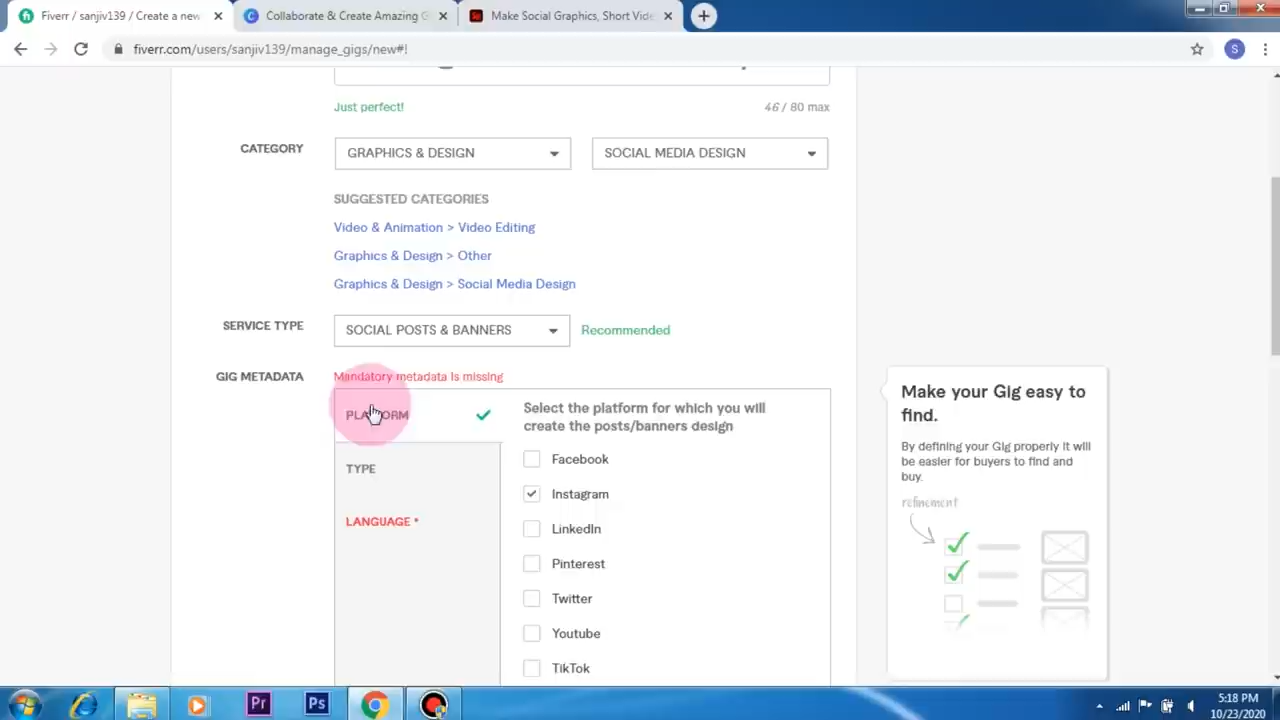 Fiverr / sanjiv139 / Create a new
Collaborate & Create Amazing G
Make Social Graphics, Short Vide
fiverr.com/users/sanjiv139/manage_gigs/new#!
S
Just perfect!
46 / 80 max
CATEGORY
GRAPHICS & DESIGN
SOCIAL MEDIA DESIGN
SUGGESTED CATEGORIES
Video & Animation > Video Editing
Graphics & Design > Other
Graphics & Design > Social Media Design
SERVICE TYPE
SOCIAL POSTS & BANNERS
Recommended
GIG METADATA
Mandatory metadata is missing
PLATFORM
TYPE
LANGUAGE *
Select the platform for which you will
create the posts/banners design
Facebook
Instagram
LinkedIn
Pinterest
Twitter
Youtube
TikTok
Make your Gig easy to
find.
By defining your Gig properly it will
be easier for buyers to find and
buy.
refinement
Pr
Ps
5:18 PM
10/23/2020